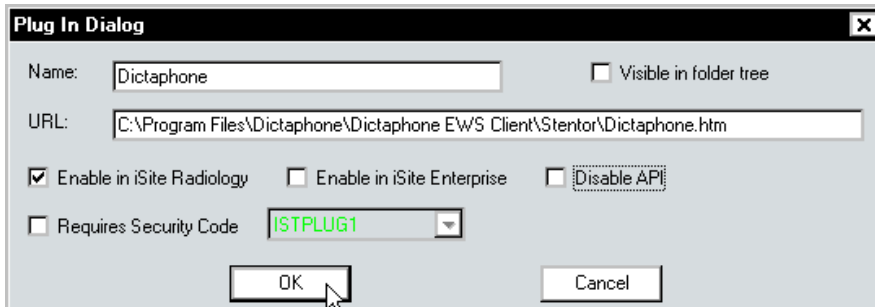 Plug In Dialog
Name: Dictaphone Visible in folder tree
URL: C:\Program Files\Dictaphone\Dictaphone EWS Client\Stentor\Dictaphone.htm
Enable in iSite Radiology Enable in iSite Enterprise Disable API
Requires Security Code ISTPLUG1
OK Cancel